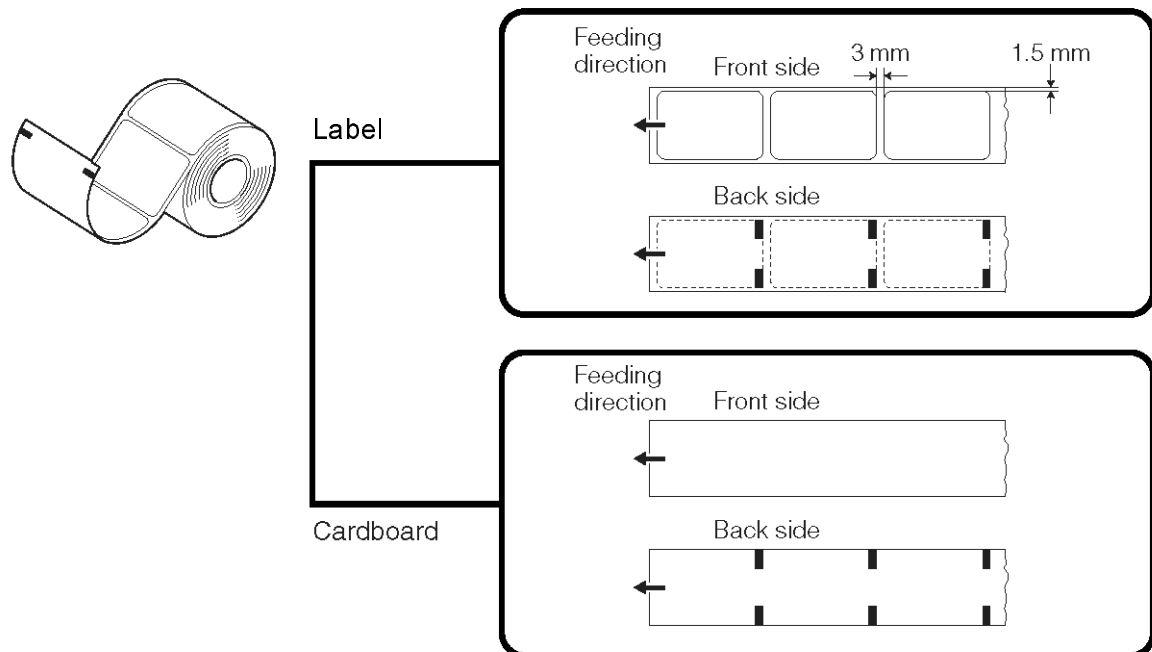 Label
Feeding
direction
Front side
3 mm
1.5 mm
Back side
Cardboard
Feeding
direction
Front side
Back side